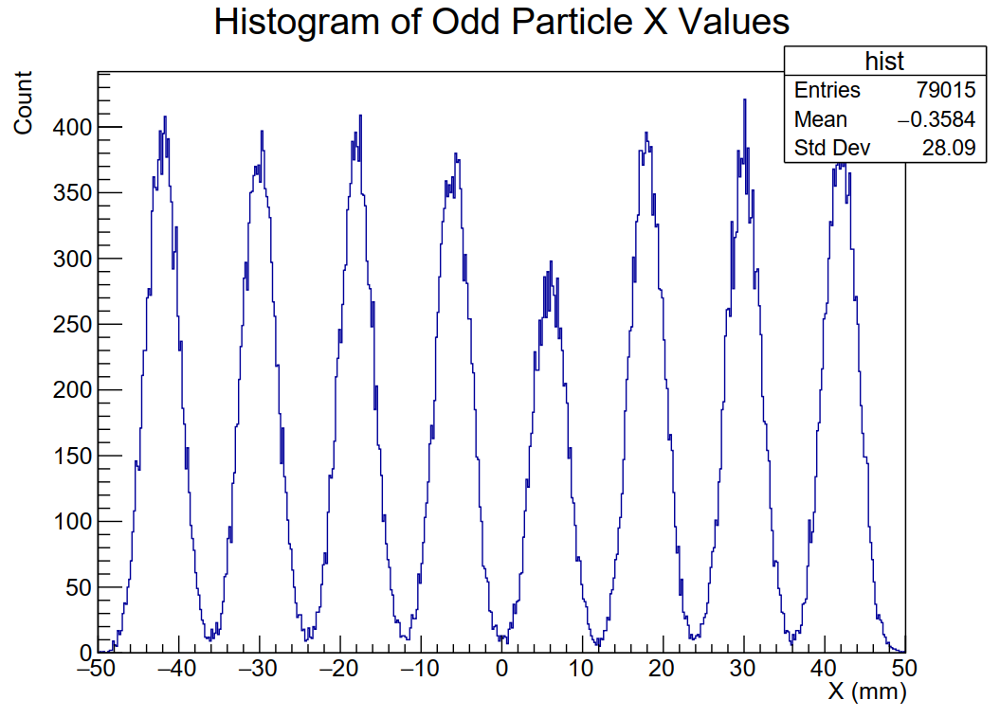 Histogram of Odd Particle X Values
hist
Entries 79015
Mean −0.3584
Std Dev 28.09
Count
400
350
300
250
200
150
100
50
0
−50 −40 −30 −20 −10 0 10 20 30 40 50
X (mm)